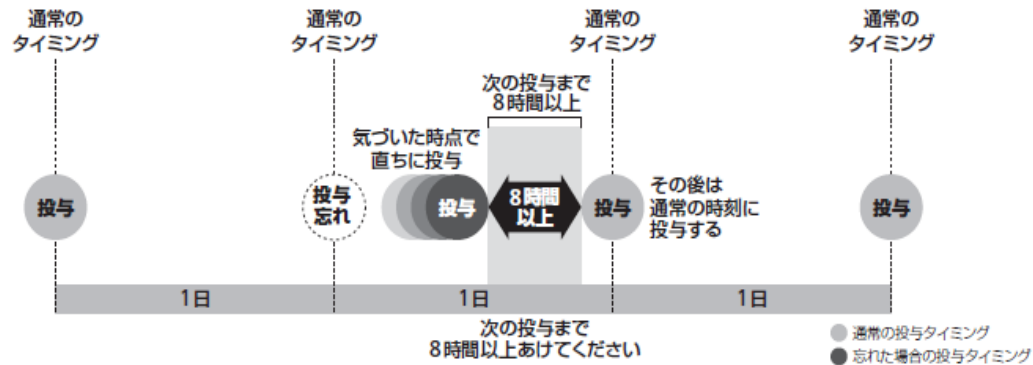 通常の
タイミング
通常の
タイミング
通常の
タイミング
通常の
タイミング
次の投与まで
8時間以上
気づいた時点で
直ちに投与
投与
投与
忘れ
投与
8時間
以上
投与
その後は
通常の時刻に
投与する
投与
1日
1日
1日
次の投与まで
8時間以上あけてください
通常の投与タイミング
忘れた場合の投与タイミング